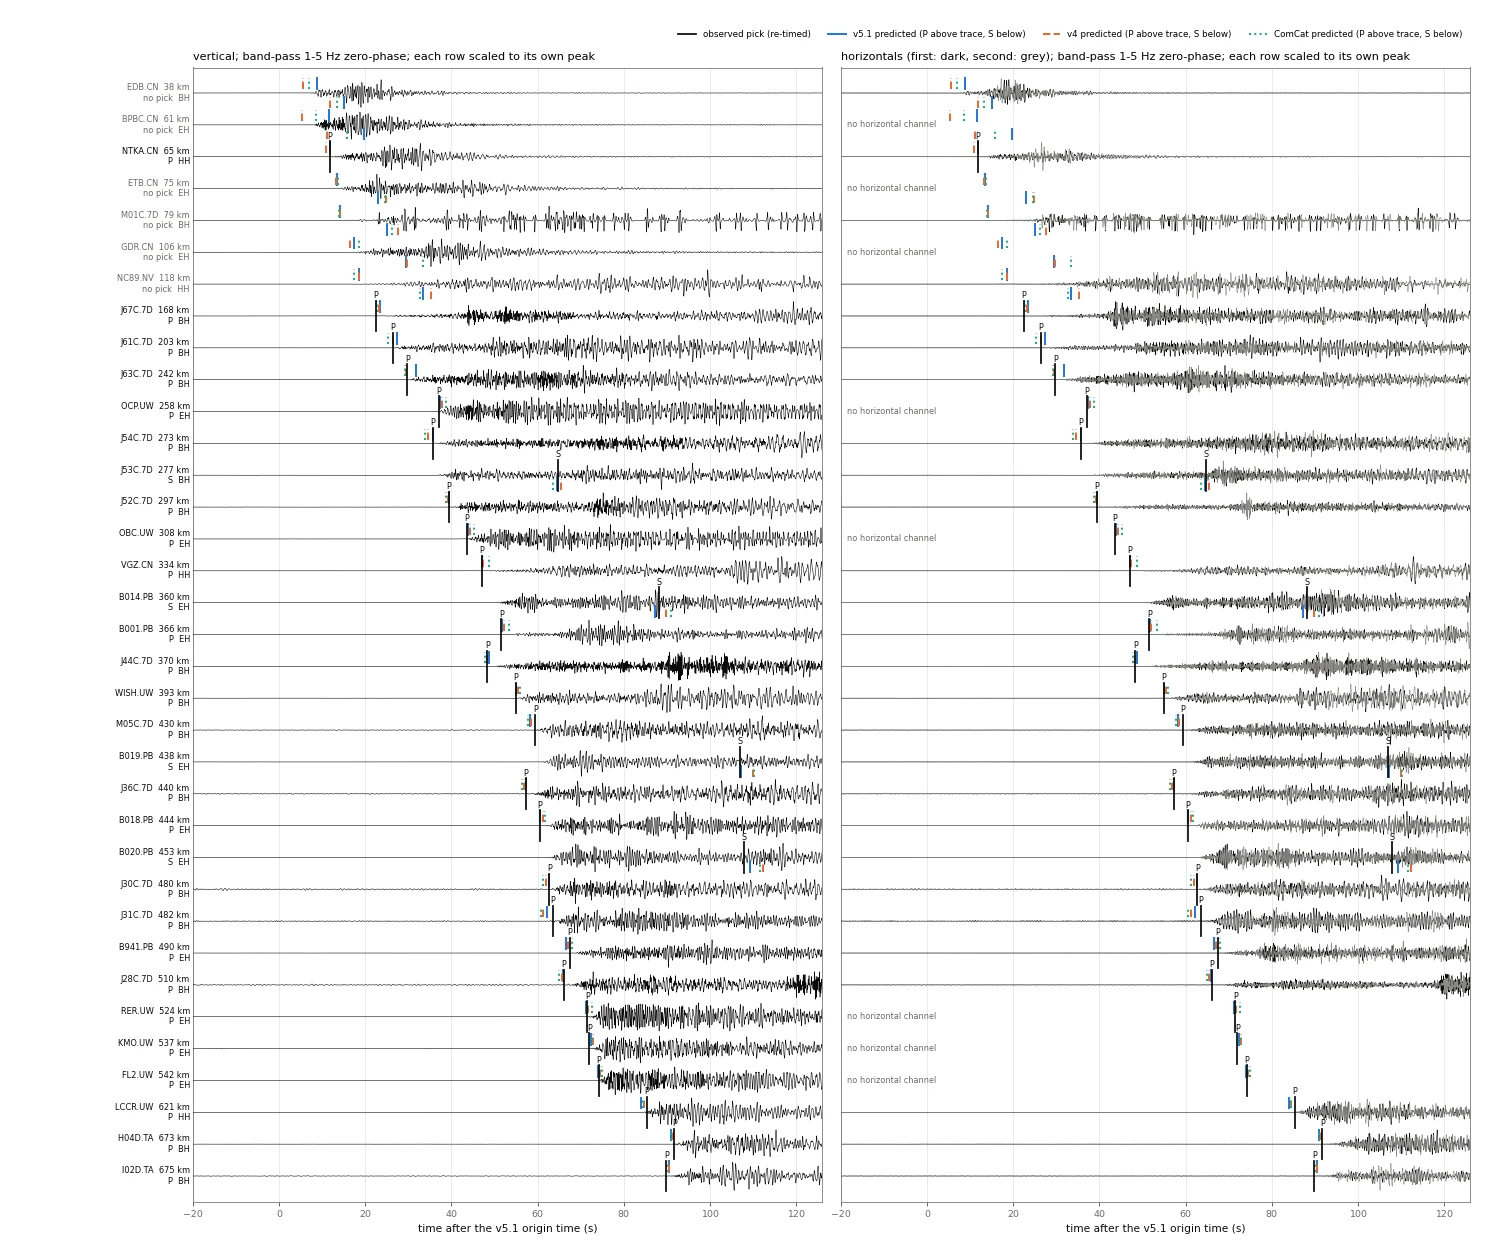 observed pick (re-timed) v5.1 predicted (P above trace, S below) v4 predicted (P above trace, S below) ComCat predicted (P above trace, S below)
vertical; band-pass 1-5 Hz zero-phase; each row scaled to its own peak
horizontals (first: dark, second: grey); band-pass 1-5 Hz zero-phase; each row scaled to its own peak
EDB.CN 38 km
no pick BH
BPBC.CN 61 km
no pick EH
no horizontal channel
P P
NTKA.CN 65 km
P HH
ETB.CN 75 km
no pick EH
no horizontal channel
M01C.7D 79 km
no pick BH
GDR.CN 106 km
no pick EH
no horizontal channel
NC89.NV 118 km
no pick HH
P P
J67C.7D 168 km
P BH
P P
J61C.7D 203 km
P BH
P P
J63C.7D 242 km
P BH
P P
OCP.UW 258 km
P EH
no horizontal channel
P P
J54C.7D 273 km
P BH
S S
J53C.7D 277 km
S BH
P P
J52C.7D 297 km
P BH
P P
OBC.UW 308 km
P EH
no horizontal channel
P P
VGZ.CN 334 km
P HH
S S
B014.PB 360 km
S EH
P P
B001.PB 366 km
P EH
P P
J44C.7D 370 km
P BH
P P
WISH.UW 393 km
P BH
P P
M05C.7D 430 km
P BH
S S
B019.PB 438 km
S EH
P P
J36C.7D 440 km
P BH
P P
B018.PB 444 km
P EH
S S
B020.PB 453 km
S EH
P P
J30C.7D 480 km
P BH
P P
J31C.7D 482 km
P BH
P P
B941.PB 490 km
P EH
P P
J28C.7D 510 km
P BH
P P
RER.UW 524 km
P EH
no horizontal channel
P P
KMO.UW 537 km
P EH
no horizontal channel
P P
FL2.UW 542 km
P EH
no horizontal channel
P P
LCCR.UW 621 km
P HH
P P
H04D.TA 673 km
P BH
P P
I02D.TA 675 km
P BH
−20 0 20 40 60 80 100 120
−20 0 20 40 60 80 100 120
time after the v5.1 origin time (s)
time after the v5.1 origin time (s)